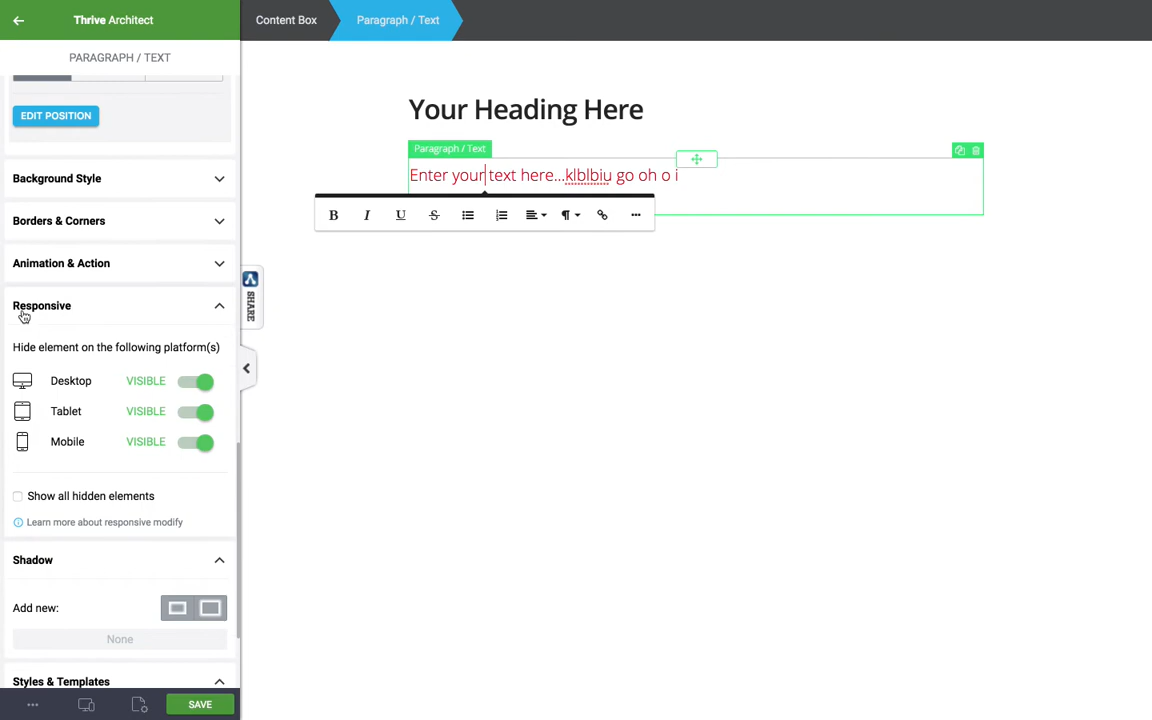 Thrive Architect
Content Box
Paragraph / Text
PARAGRAPH / TEXT
EDIT POSITION
Background Style
Borders & Corners
Animation & Action
Responsive
Hide element on the following platform(s)
Desktop VISIBLE
Tablet VISIBLE
Mobile VISIBLE
Show all hidden elements
Learn more about responsive modify
Shadow
Add new:
None
Styles & Templates
SAVE
SHARE
Your Heading Here
Paragraph / Text
Enter your text here...klblbiu go oh o i
B I U S